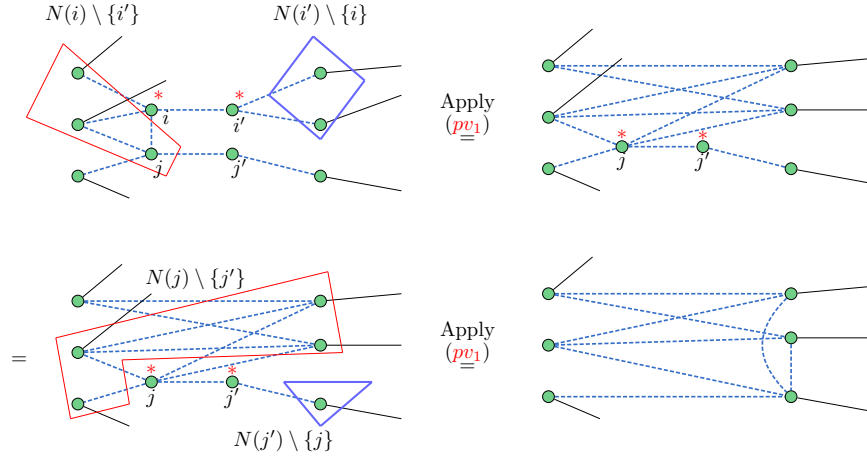 N(i) \ {i′}
N(i′) \ {i}
*
*
i
i′
j
j′
Apply
(pv₁)
=
*
*
j
j′
N(j) \ {j′}
=
*
*
j
j′
N(j′) \ {j}
Apply
(pv₁)
=